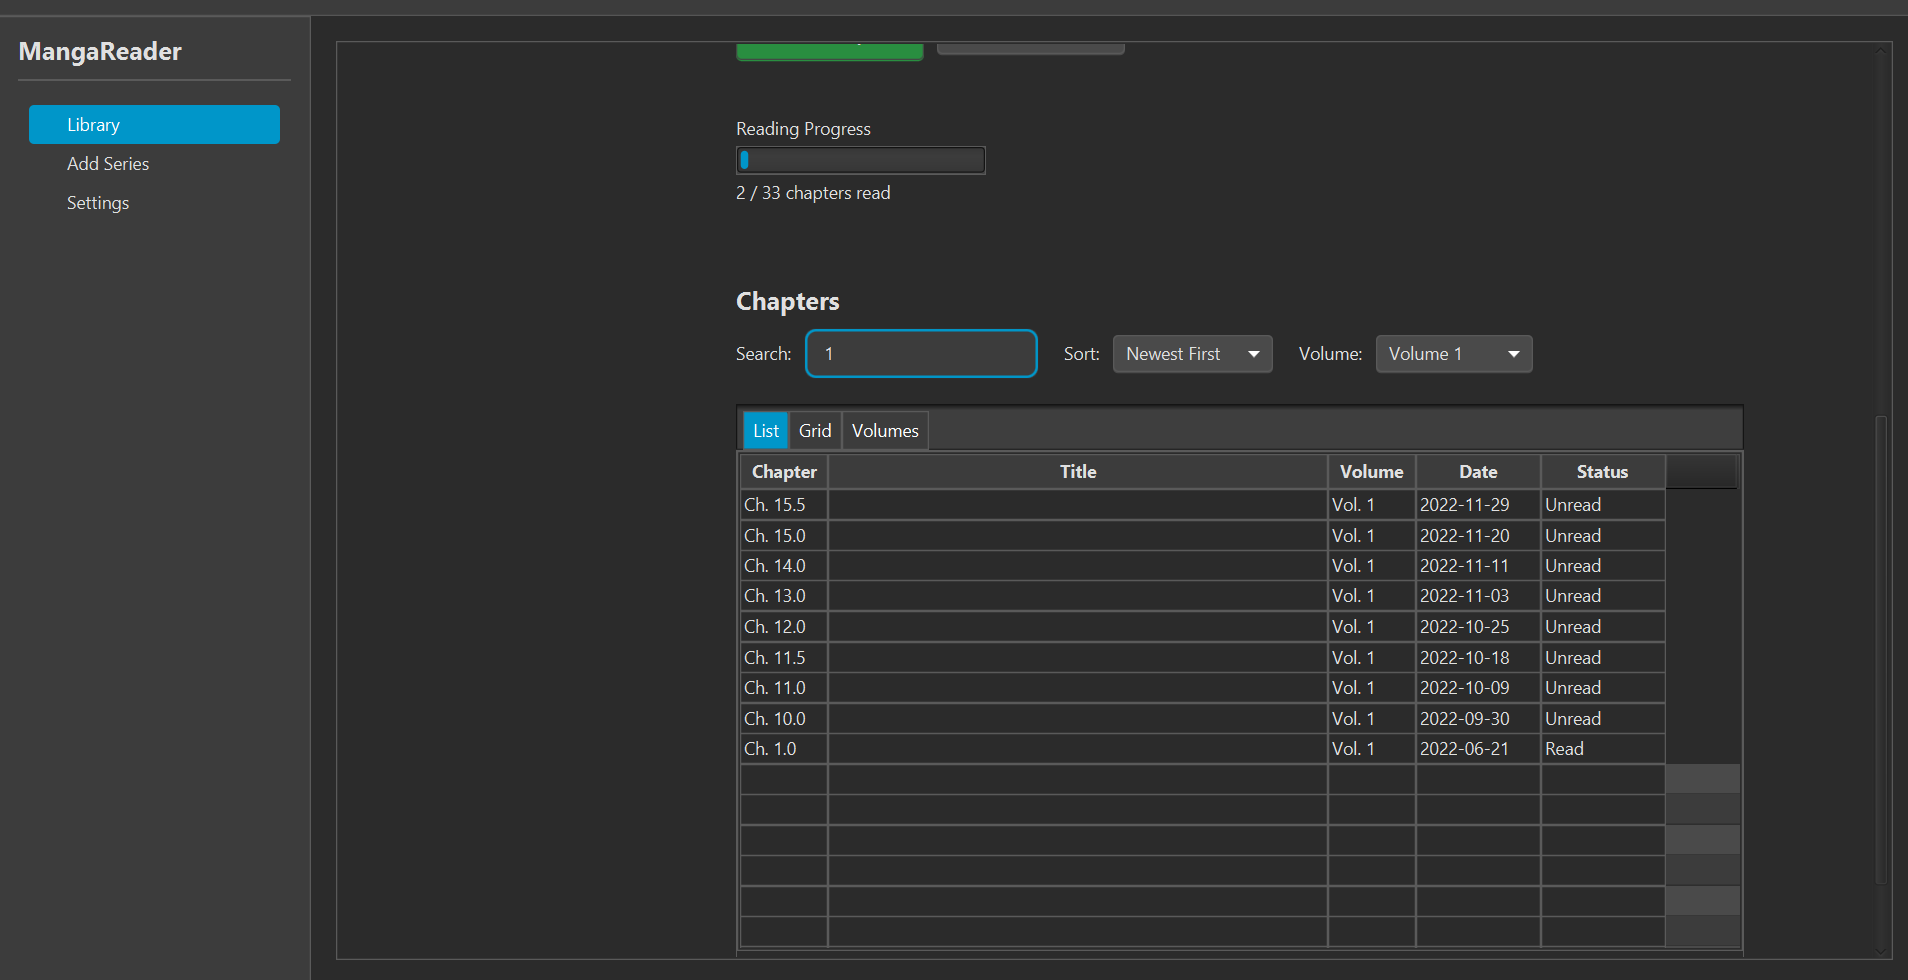 MangaReader
Library
Add Series
Settings
Reading Progress
2 / 33 chapters read
Chapters
Search: 1 Sort: Newest First Volume: Volume 1
List Grid Volumes
Chapter Title Volume Date Status
Ch. 15.5 Vol. 1 2022-11-29 Unread
Ch. 15.0 Vol. 1 2022-11-20 Unread
Ch. 14.0 Vol. 1 2022-11-11 Unread
Ch. 13.0 Vol. 1 2022-11-03 Unread
Ch. 12.0 Vol. 1 2022-10-25 Unread
Ch. 11.5 Vol. 1 2022-10-18 Unread
Ch. 11.0 Vol. 1 2022-10-09 Unread
Ch. 10.0 Vol. 1 2022-09-30 Unread
Ch. 1.0 Vol. 1 2022-06-21 Read